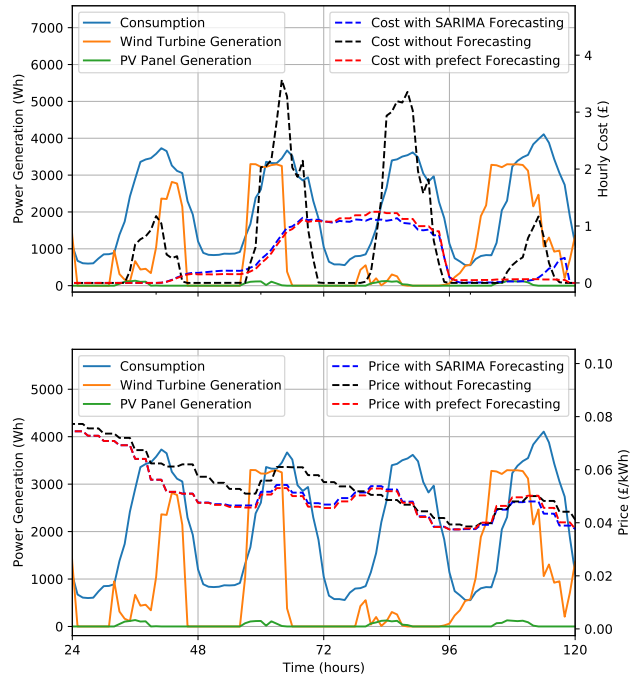 Consumption
Wind Turbine Generation
PV Panel Generation
Cost with SARIMA Forecasting
Cost without Forecasting
Cost with prefect Forecasting
Power Generation (Wh)
7000
6000
5000
4000
3000
2000
1000
0
Hourly Cost (£)
4
3
2
1
0
Consumption
Wind Turbine Generation
PV Panel Generation
Price with SARIMA Forecasting
Price without Forecasting
Price with prefect Forecasting
Power Generation (Wh)
5000
4000
3000
2000
1000
0
Price (£/kWh)
0.10
0.08
0.06
0.04
0.02
0.00
24 48 72 96 120
Time (hours)